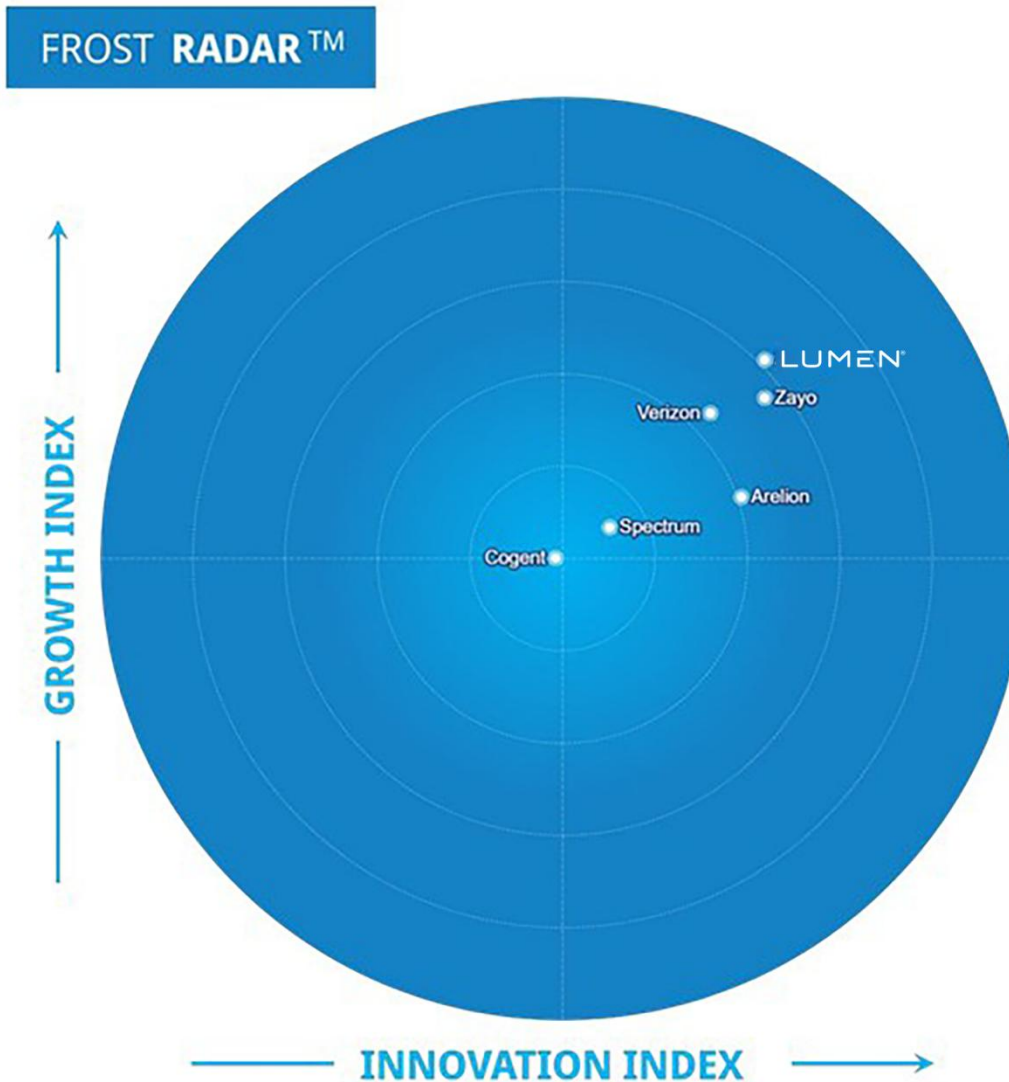 FROST RADAR™
LUMEN®
Zayo
Verizon
Arelion
Spectrum
Cogent
GROWTH INDEX
INNOVATION INDEX